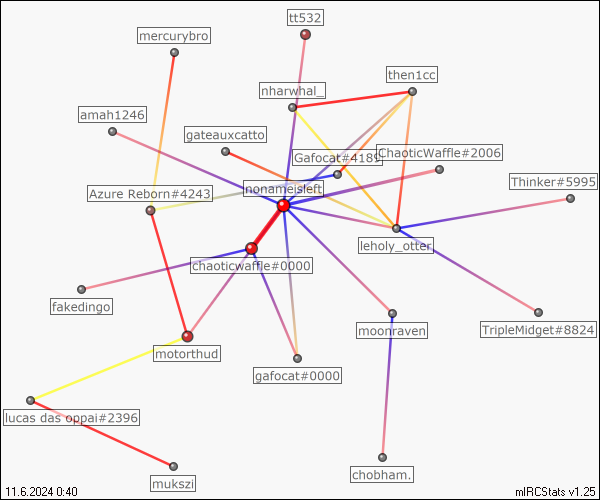 tt532
mercurybro
then1cc
nharwhal_
amah1246
gateauxcatto
Gafocat#4189
ChaoticWaffle#2006
Thinker#5995
nonameisleft
Azure Reborn#4243
leholy_otter
chaoticwaffle#0000
fakedingo
moonraven
TripleMidget#8824
motorthud
gafocat#0000
lucas das oppai#2396
chobham.
mukszi
11.6.2024 0:40
mIRCStats v1.25